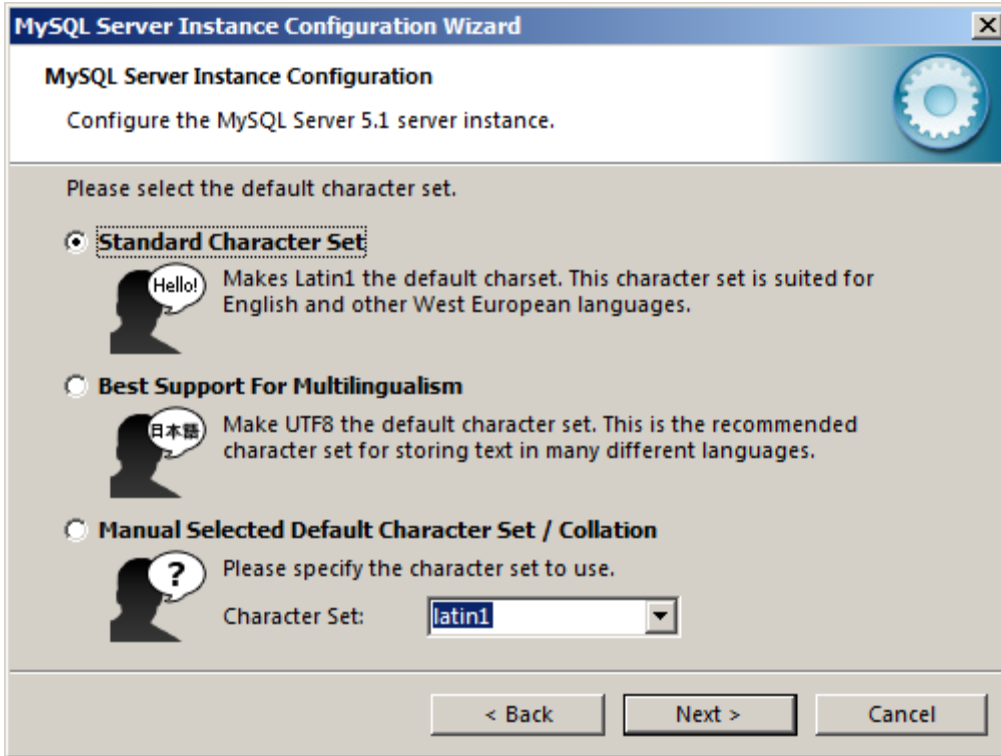 MySQL Server Instance Configuration Wizard
MySQL Server Instance Configuration
Configure the MySQL Server 5.1 server instance.
Please select the default character set.
Standard Character Set
Hello!
Makes Latin1 the default charset. This character set is suited for
English and other West European languages.
Best Support For Multilingualism
日本語
Make UTF8 the default character set. This is the recommended
character set for storing text in many different languages.
Manual Selected Default Character Set / Collation
?
Please specify the character set to use.
Character Set:
latin1
< Back
Next >
Cancel